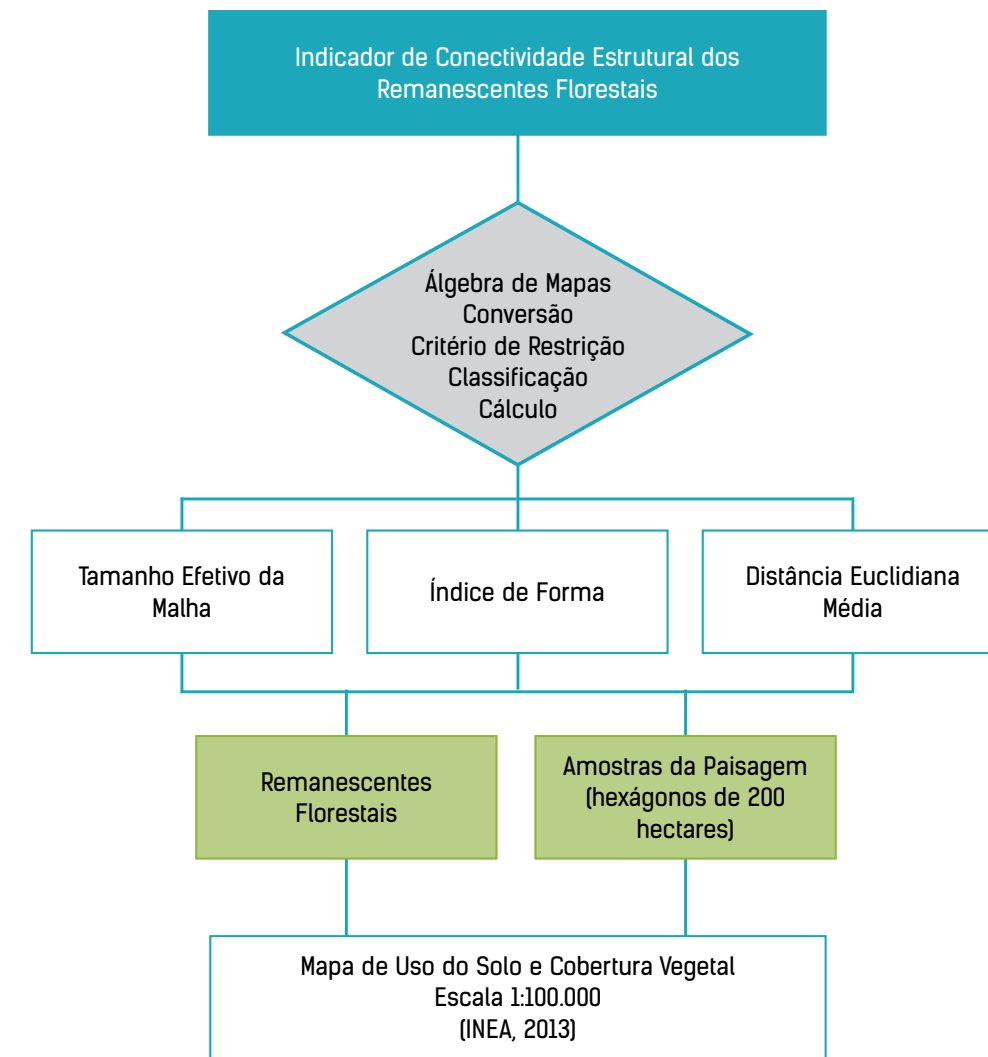 Indicador de Conectividade Estrutural dos
Remanescentes Florestais
Álgebra de Mapas
Conversão
Critério de Restrição
Classificação
Cálculo
Tamanho Efetivo da
Malha
Índice de Forma
Distância Euclidiana
Média
Remanescentes
Florestais
Amostras da Paisagem
(hexágonos de 200
hectares)
Mapa de Uso do Solo e Cobertura Vegetal
Escala 1:100.000
(INEA, 2013)